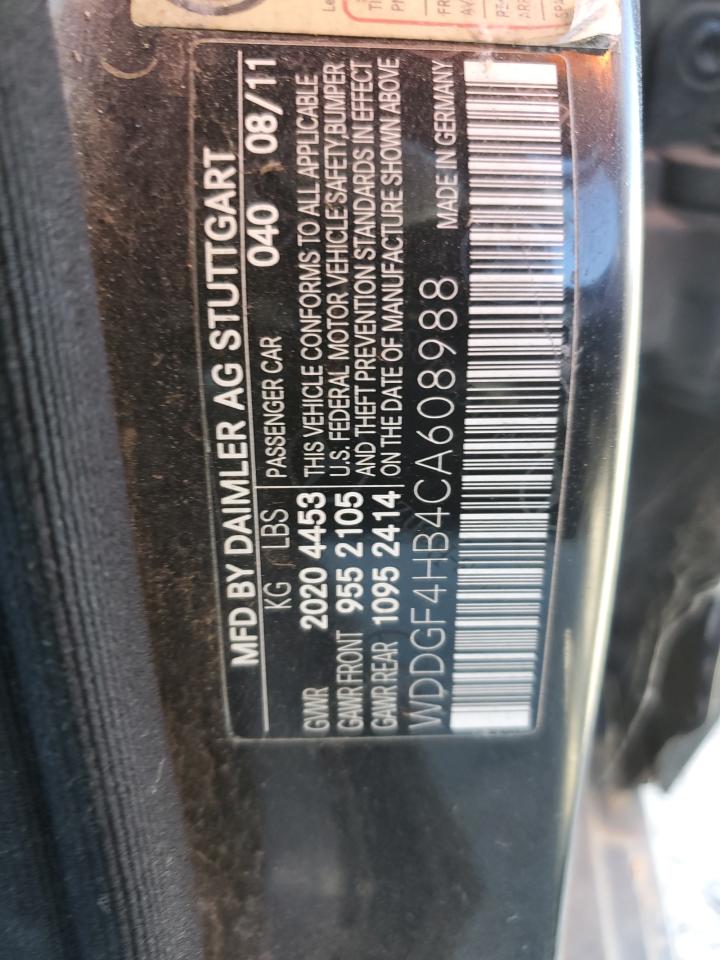 MFD BY DAIMLER AG STUTTGART
040 08/11
KG LBS PASSENGER CAR
GWR 2020 4453 THIS VEHICLE CONFORMS TO ALL APPLICABLE
GAWR FRONT 955 2105 U.S. FEDERAL MOTOR VEHICLE SAFETY, BUMPER
AND THEFT PREVENTION STANDARDS IN EFFECT
GAWR REAR 1095 2414 ON THE DATE OF MANUFACTURE SHOWN ABOVE
WDDGF4HB4CA608988 MADE IN GERMANY